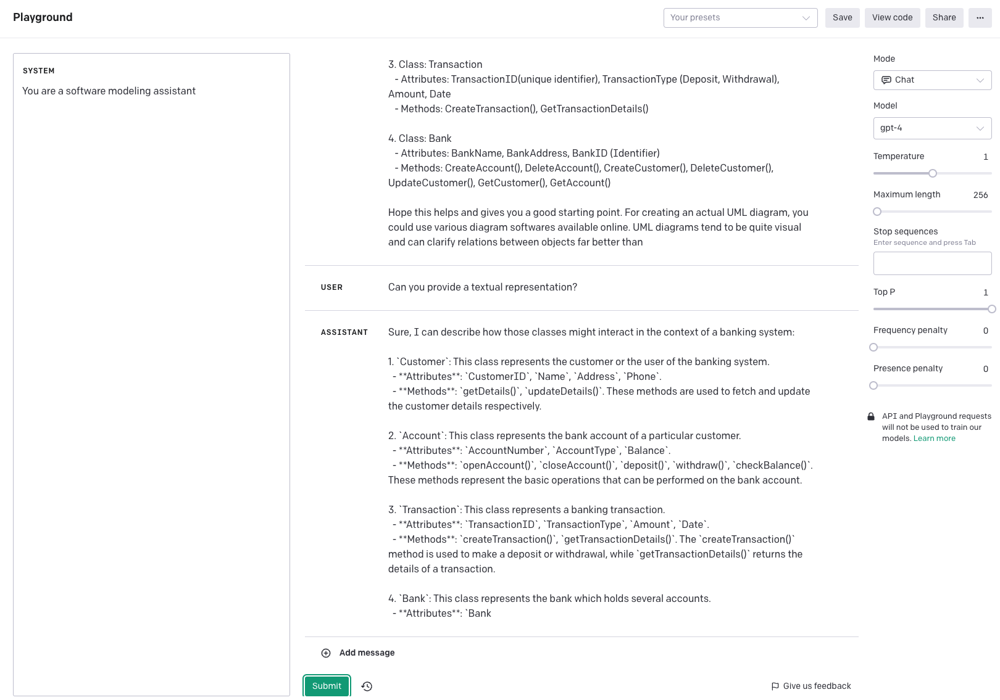 Playground
Your presets
Save
View code
Share
...
SYSTEM
You are a software modeling assistant
3. Class: Transaction
- Attributes: TransactionID(unique identifier), TransactionType (Deposit, Withdrawal),
Amount, Date
- Methods: CreateTransaction(), GetTransactionDetails()
4. Class: Bank
- Attributes: BankName, BankAddress, BankID (Identifier)
- Methods: CreateAccount(), DeleteAccount(), CreateCustomer(), DeleteCustomer(),
UpdateCustomer(), GetCustomer(), GetAccount()
Hope this helps and gives you a good starting point. For creating an actual UML diagram, you
could use various diagram softwares available online. UML diagrams tend to be quite visual
and can clarify relations between objects far better than
USER
Can you provide a textual representation?
ASSISTANT
Sure, I can describe how those classes might interact in the context of a banking system:
1. `Customer`: This class represents the customer or the user of the banking system.
- **Attributes**: `CustomerID`, `Name`, `Address`, `Phone`.
- **Methods**: `getDetails()`, `updateDetails()`. These methods are used to fetch and update
the customer details respectively.
2. `Account`: This class represents the bank account of a particular customer.
- **Attributes**: `AccountNumber`, `AccountType`, `Balance`.
- **Methods**: `openAccount()`, `closeAccount()`, `deposit()`, `withdraw()`, `checkBalance()`.
These methods represent the basic operations that can be performed on the bank account.
3. `Transaction`: This class represents a banking transaction.
- **Attributes**: `TransactionID`, `TransactionType`, `Amount`, `Date`.
- **Methods**: `createTransaction()`, `getTransactionDetails()`. The `createTransaction()`
method is used to make a deposit or withdrawal, while `getTransactionDetails()` returns the
details of a transaction.
4. `Bank`: This class represents the bank which holds several accounts.
- **Attributes**: `Bank
Add message
Submit
Give us feedback
Mode
Chat
Model
gpt-4
Temperature 1
Maximum length 256
Stop sequences
Enter sequence and press Tab
Top P 1
Frequency penalty 0
Presence penalty 0
API and Playground requests
will not be used to train our
models. Learn more